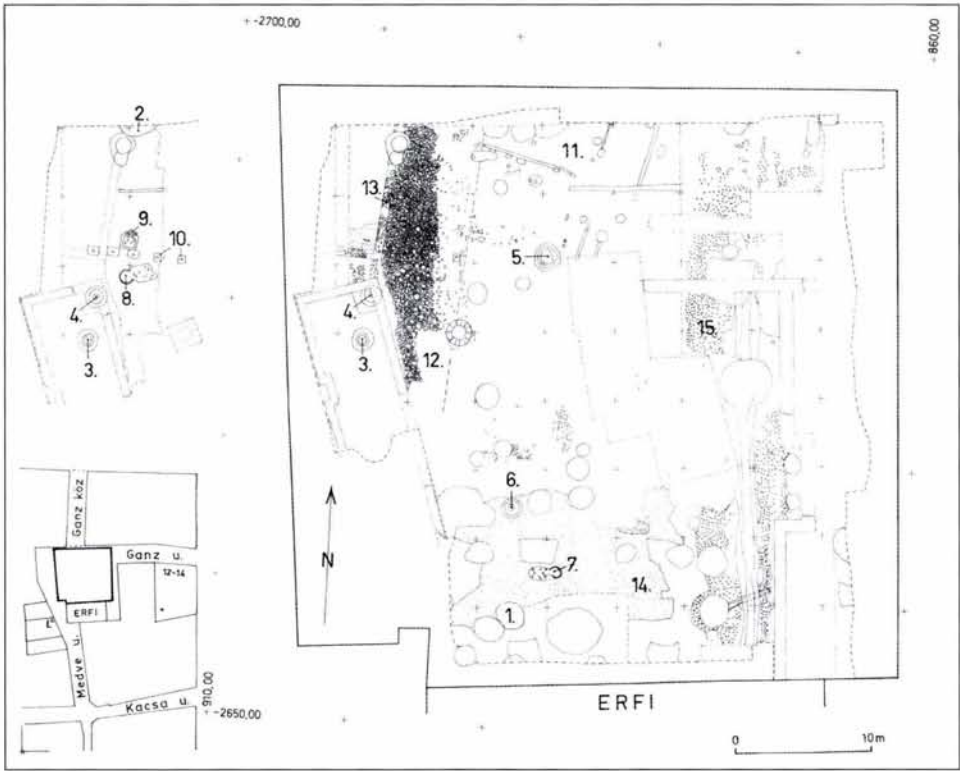 -2700,00
860,00
2.
9.
10.
8.
4.
3.
11.
13.
5.
4.
3.
12.
15.
6.
7.
14.
1.
N
ERFI
0 10m
Ganz köz
Ganz u.
12-14
ERFI
Medve u.
Kacsa u.
910,00
-2650,00